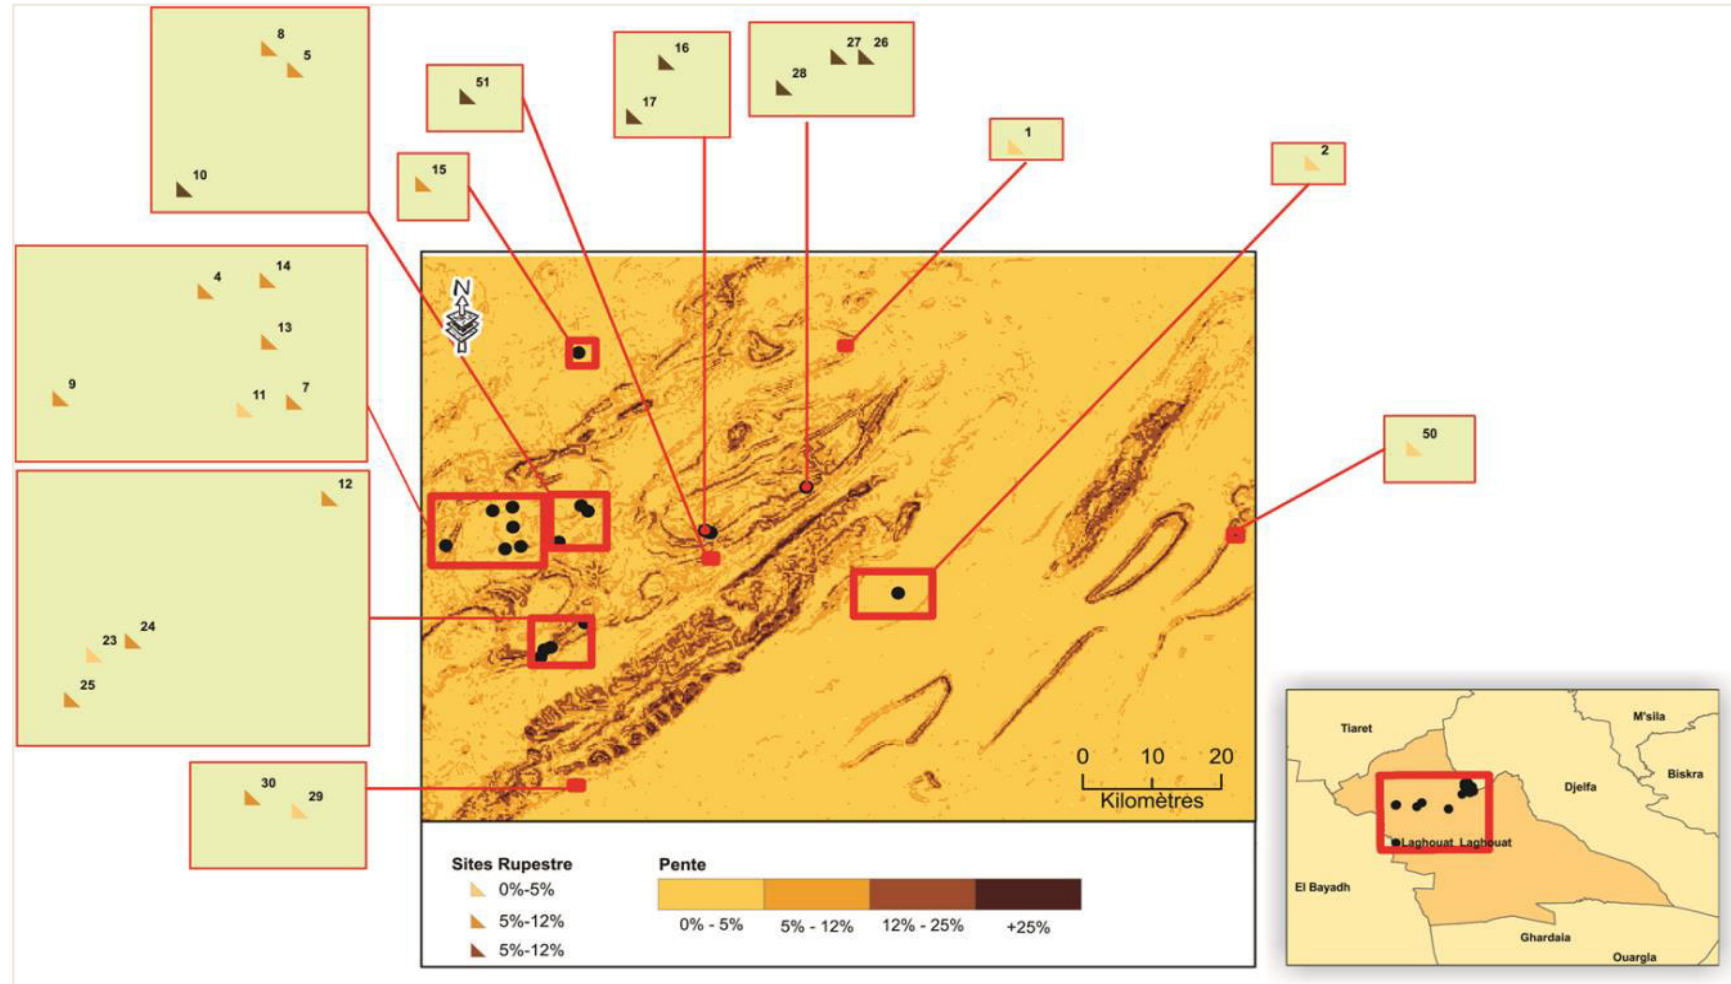 8
5
10
51
16
17
27 26
28
1
2
15
4
14
13
9
11
7
N
50
12
23
24
25
30
29
0 10 20
Kilomètres
Sites Rupestre
0%-5%
5%-12%
5%-12%
Pente
0% - 5% 5% - 12% 12% - 25% +25%
Tiaret
M'sila
Biskra
Djelfa
Laghouat Laghouat
El Bayadh
Ghardaia
Ouargla